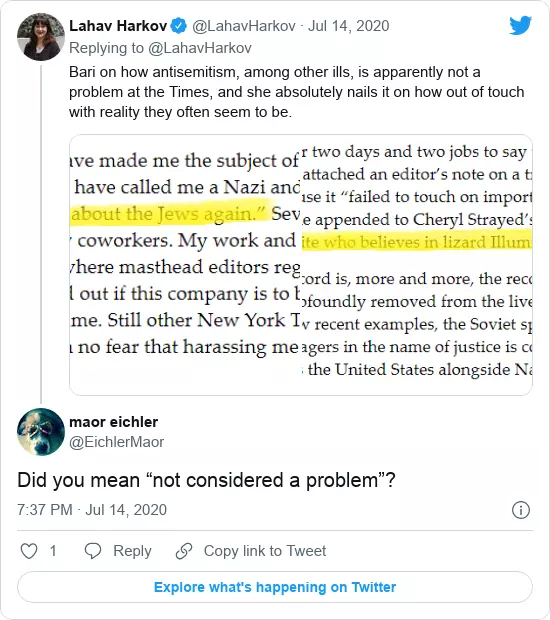 Lahav Harkov @LahavHarkov · Jul 14, 2020
Replying to @LahavHarkov
Bari on how antisemitism, among other ills, is apparently not a
problem at the Times, and she absolutely nails it on how out of touch
with reality they often seem to be.
ave made me the subject of
have called me a Nazi and
about the Jews again.” Sev
coworkers. My work and
where masthead editors reg
l out if this company is to b
me. Still other New York T
no fear that harassing me
r two days and two jobs to say
attached an editor’s note on a t
use it “failed to touch on import
e appended to Cheryl Strayed’s
ite who believes in lizard Illum
cord is, more and more, the rec
ofoundly removed from the live
v recent examples, the Soviet sp
agers in the name of justice is co
the United States alongside Na
maor eichler
@EichlerMaor
Did you mean “not considered a problem”?
7:37 PM · Jul 14, 2020
1 Reply Copy link to Tweet
Explore what's happening on Twitter